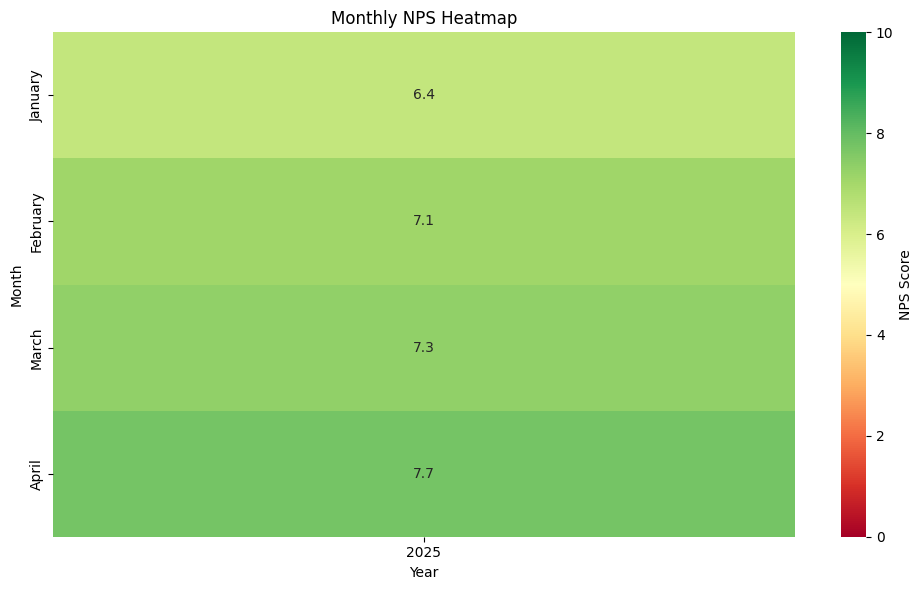 Monthly NPS Heatmap
January
February
March
April
Month
6.4
7.1
7.3
7.7
2025
Year
10
8
6
4
2
0
NPS Score